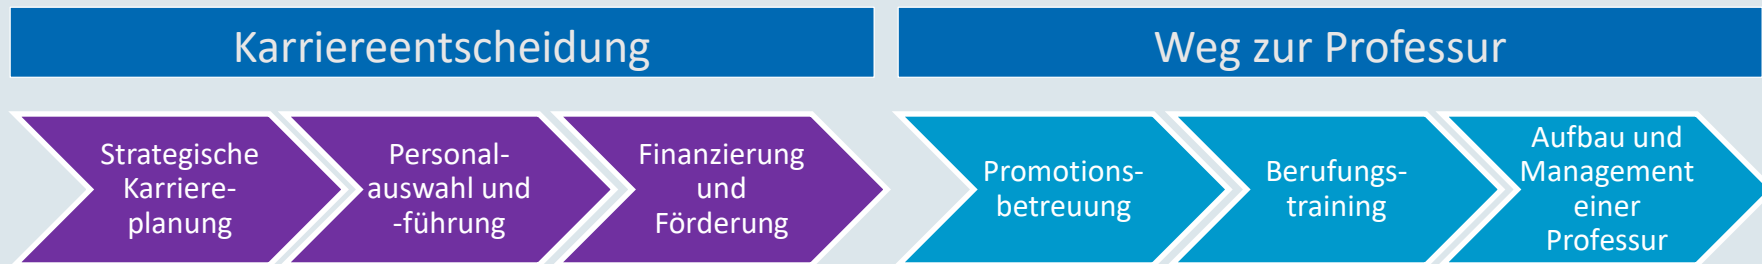 Karriereentscheidung
Weg zur Professur
Strategische
Karriere-
planung
Personal-
auswahl und
-führung
Finanzierung
und
Förderung
Promotions-
betreuung
Berufungs-
training
Aufbau und
Management
einer
Professur